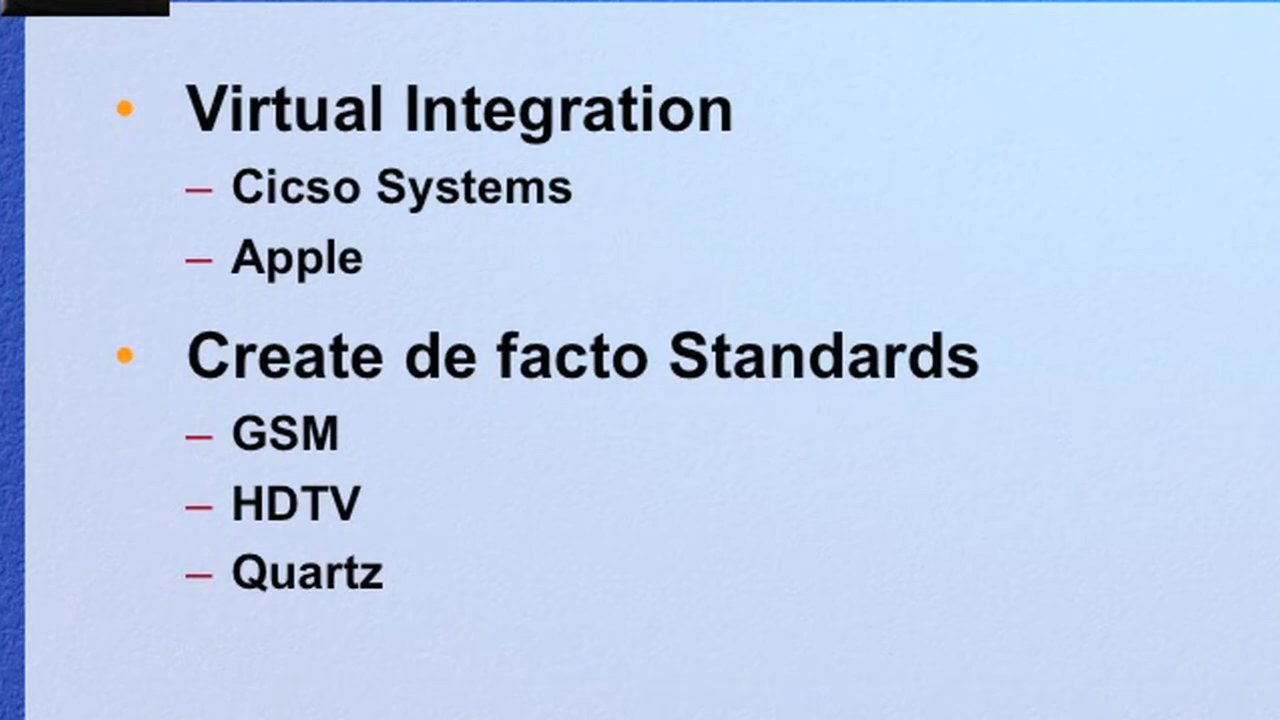 • Virtual Integration
– Cicso Systems
– Apple
• Create de facto Standards
– GSM
– HDTV
– Quartz